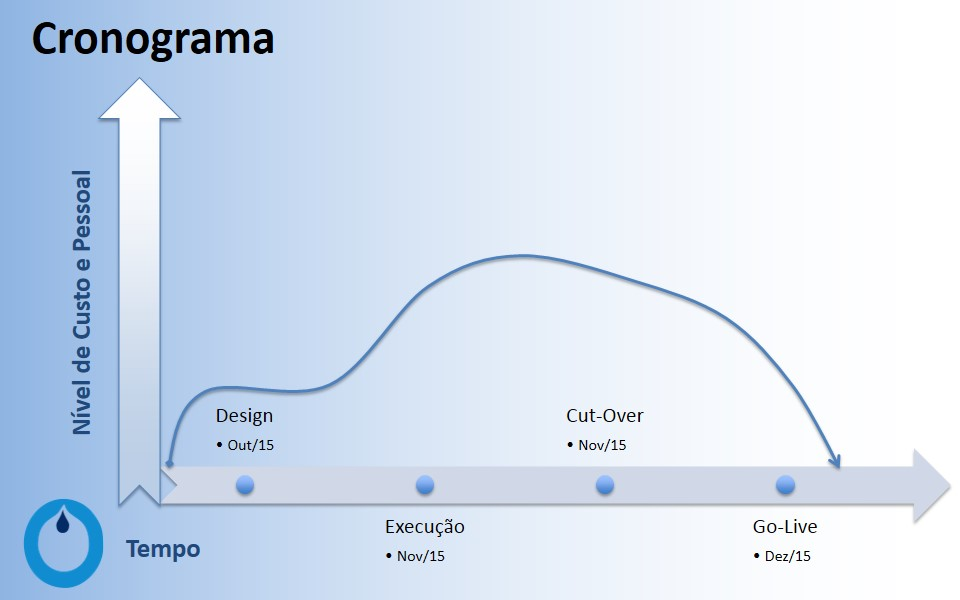 Cronograma
Nível de Custo e Pessoal
Design
• Out/15
Cut-Over
• Nov/15
Execução
• Nov/15
Go-Live
• Dez/15
Tempo